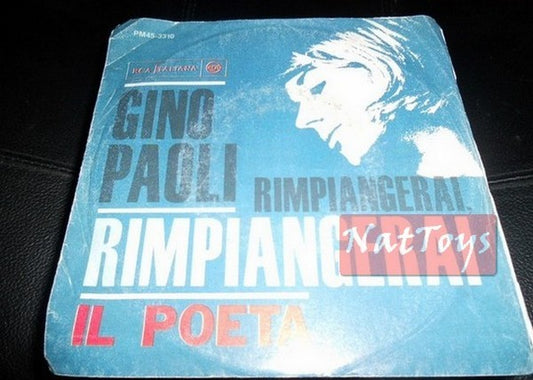 PM45-3310
RCA ITALIANA
GINO
PAOLI
RIMPIANGERAI.
RIMPIANGERAI
NatToys
IL POETA